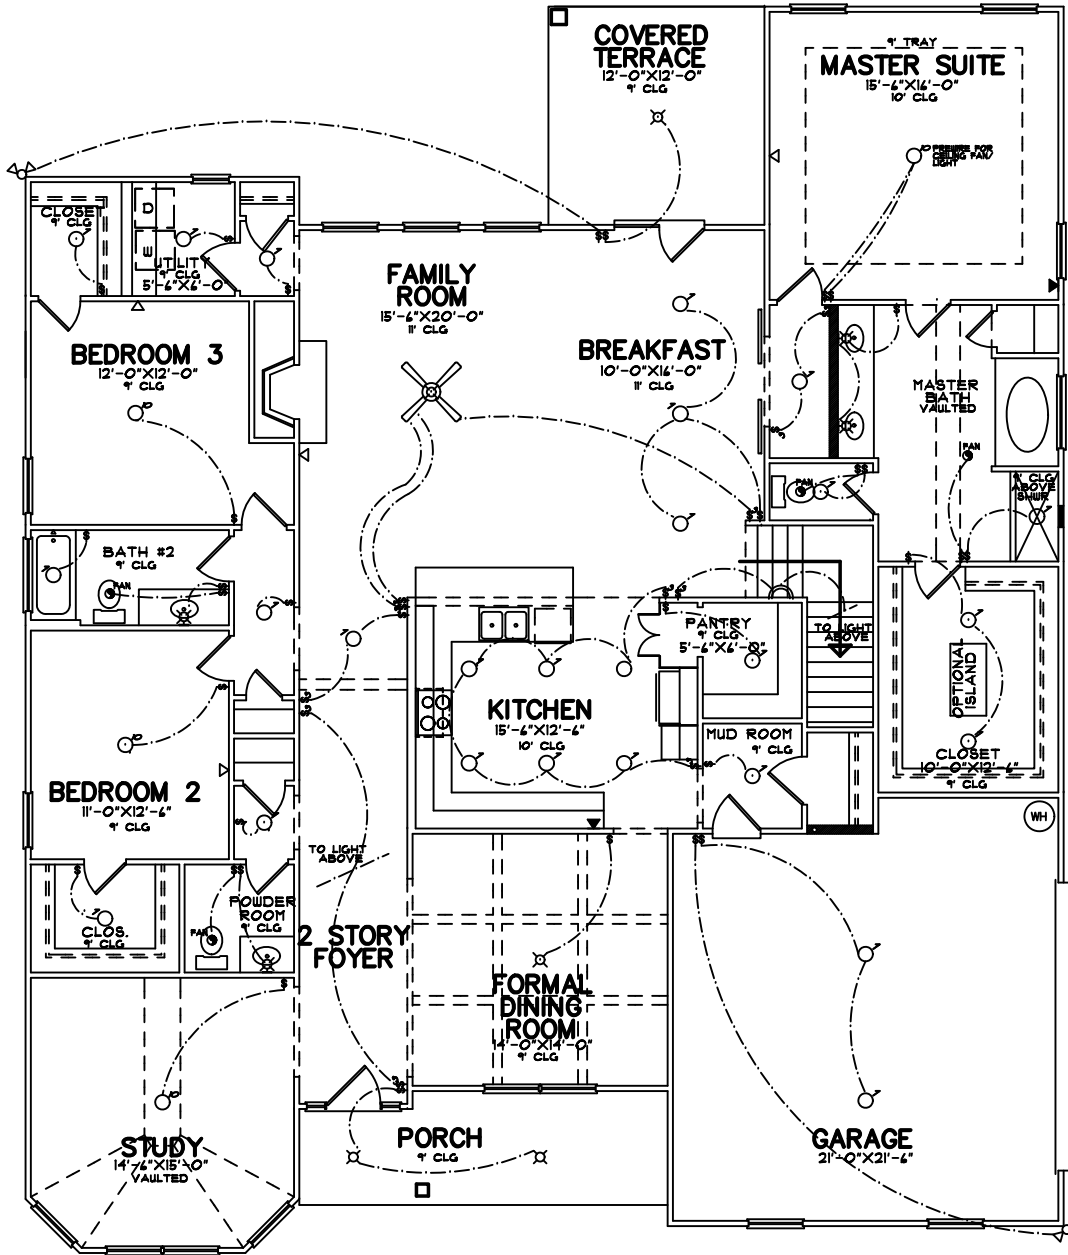 COVERED
TERRACE
12'-0"X12'-0"
9' CLG
9' TRAY
MASTER SUITE
15'-6"X16'-0"
10' CLG
PREWIRE FOR
CEILING FAN/
LIGHT
CLOSET
9' CLG
D
UTILITY
9' CLG
5'-6"X6'-0"
FAMILY
ROOM
15'-6"X20'-0"
11' CLG
BEDROOM 3
12'-0"X12'-0"
9' CLG
BREAKFAST
10'-0"X16'-0"
11' CLG
MASTER
BATH
VAULTED
FAN
FAN
9' CLG
ABOVE
SHWR
BATH #2
9' CLG
FAN
PANTRY
9' CLG
5'-6"X6'-0"
TO LIGHT
ABOVE
OPTIONAL
ISLAND
KITCHEN
15'-6"X12'-6"
10' CLG
MUD ROOM
9' CLG
CLOSET
10'-0"X12'-6"
9' CLG
BEDROOM 2
11'-0"X12'-6"
9' CLG
WH
TO LIGHT
ABOVE
POWDER
ROOM
9' CLG
FAN
CLOS.
9' CLG
2 STORY
FOYER
FORMAL
DINING
ROOM
14'-0"X14'-0"
9' CLG
STUDY
14'-6"X15'-0"
VAULTED
PORCH
9' CLG
GARAGE
21'-0"X21'-6"